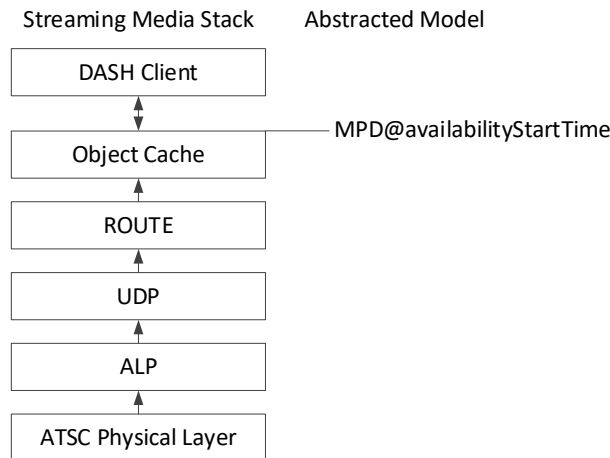 Streaming Media Stack Abstracted Model
DASH Client
MPD@availabilityStartTime
Object Cache
ROUTE
UDP
ALP
ATSC Physical Layer